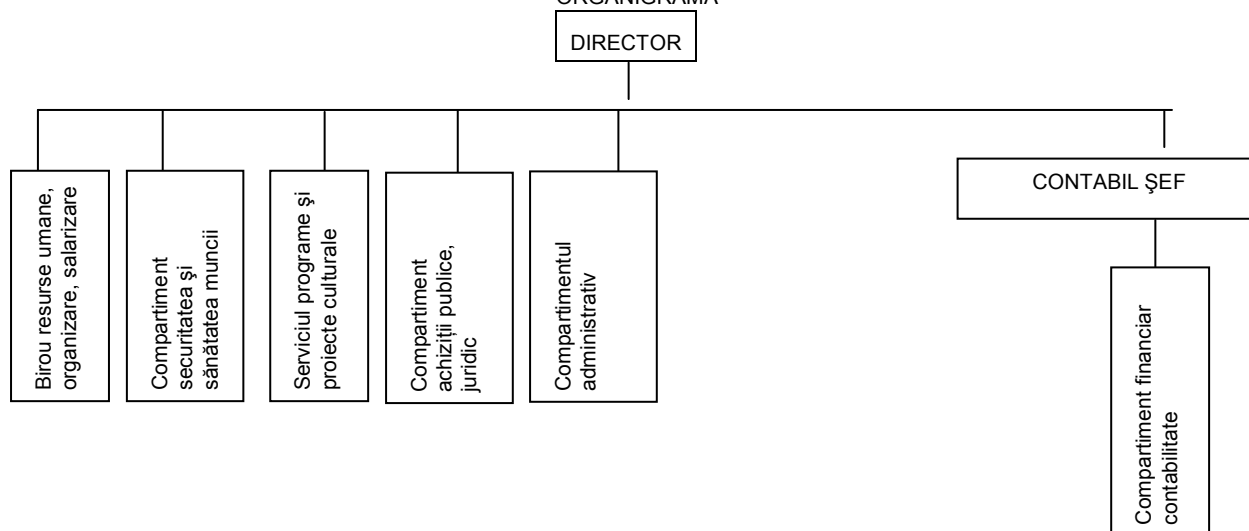 ORGANIGRAMA
DIRECTOR
Birou resurse umane,
organizare, salarizare
Compartiment
securitatea şi
sănătatea muncii
Serviciul programe şi
proiecte culturale
Compartiment
achiziții publice,
juridic
Compartimentul
administrativ
CONTABIL ŞEF
Compartiment financiar
contabilitate